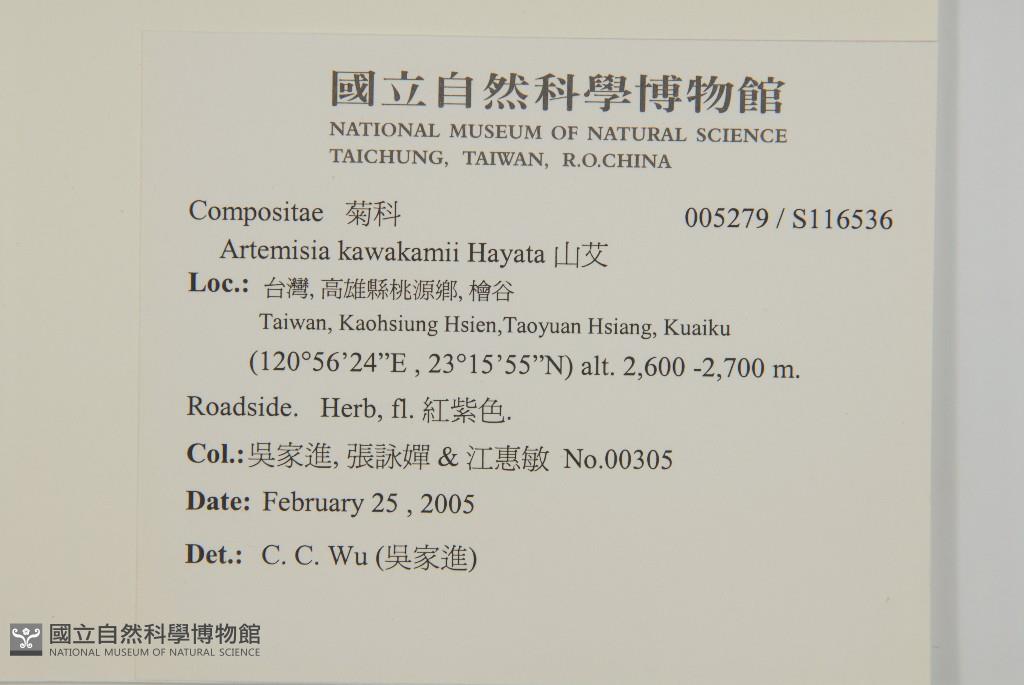 國立自然科學博物館
NATIONAL MUSEUM OF NATURAL SCIENCE
TAICHUNG, TAIWAN, R.O.CHINA
Compositae 菊科 005279 / S116536
Artemisia kawakamii Hayata 山艾
Loc.: 台灣, 高雄縣桃源鄉, 檜谷
Taiwan, Kaohsiung Hsien,Taoyuan Hsiang, Kuaiku
(120°56’24”E , 23°15’55”N) alt. 2,600 -2,700 m.
Roadside. Herb, fl. 紅紫色.
Col.: 吳家進, 張詠嬋 & 江惠敏 No.00305
Date: February 25 , 2005
Det.: C. C. Wu (吳家進)
國立自然科學博物館
NATIONAL MUSEUM OF NATURAL SCIENCE